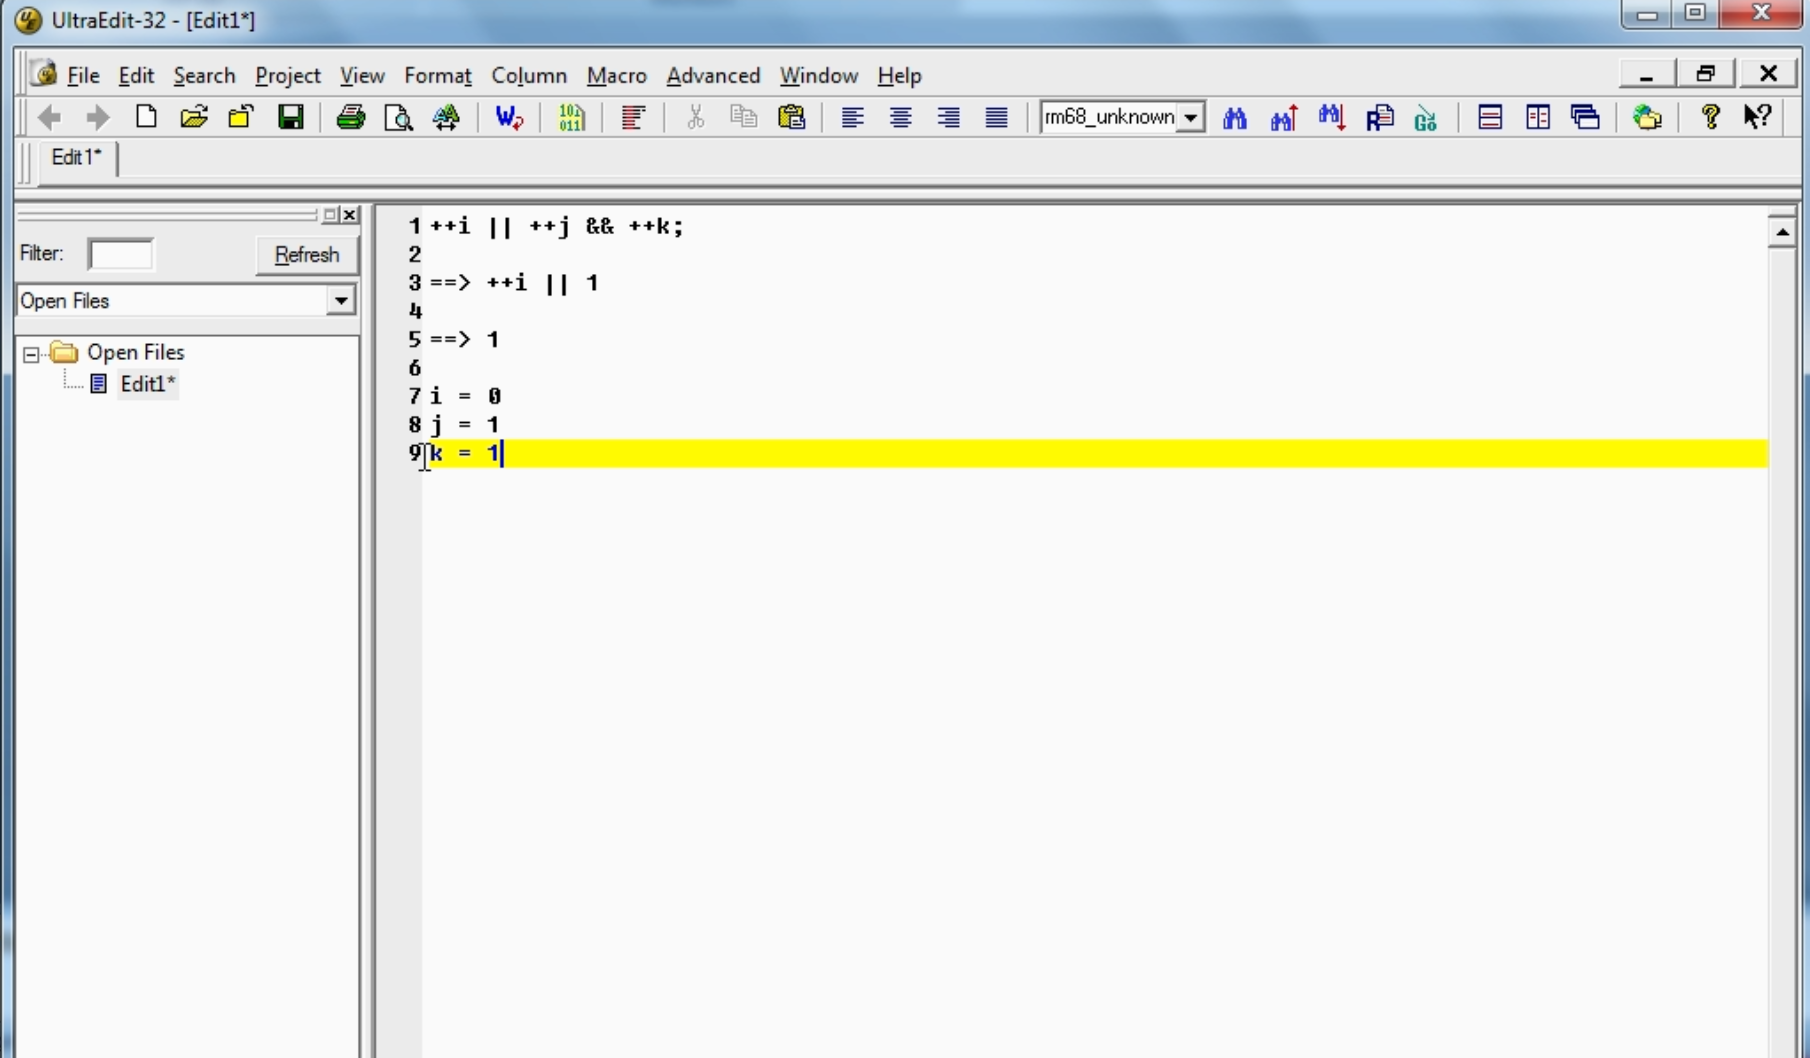 UltraEdit-32 - [Edit1*]
File Edit Search Project View Format Column Macro Advanced Window Help
rm68_unknown
Edit1*
Filter:
Refresh
Open Files
Open Files
Edit1*
1 ++i || ++j && ++k;
2
3 ==> ++i || 1
4
5 ==> 1
6
7 i = 0
8 j = 1
9 k = 1